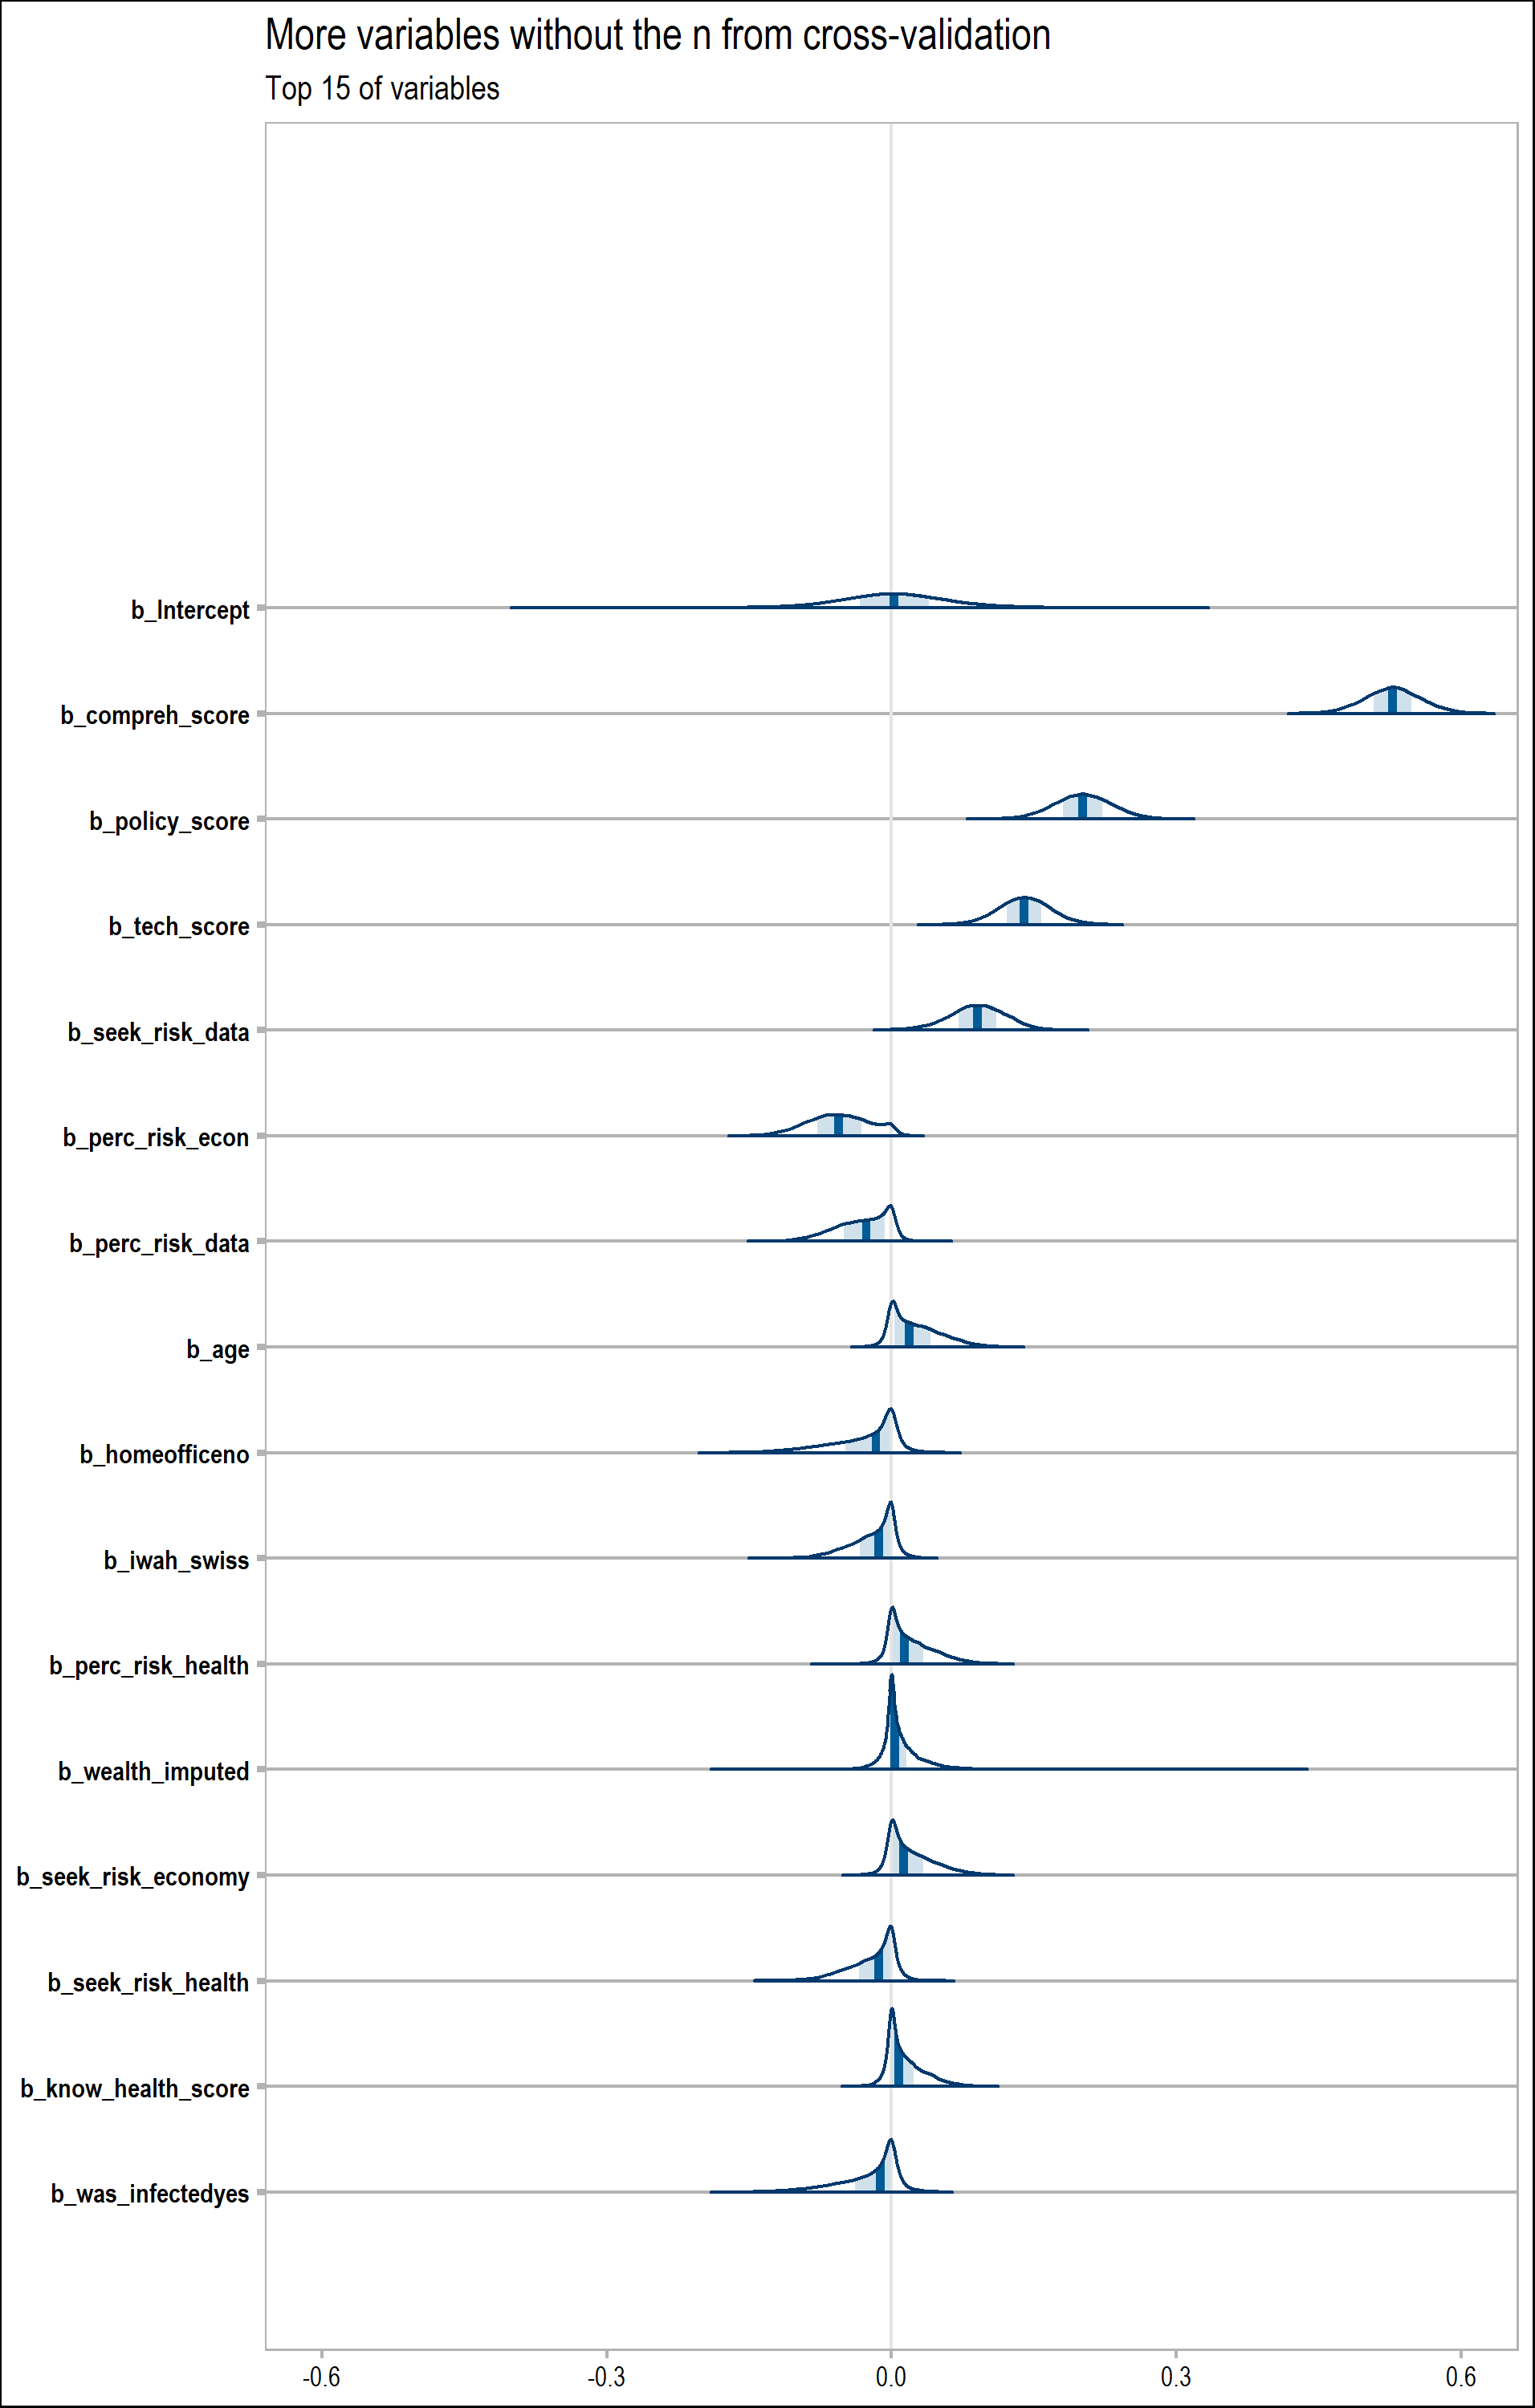 More variables without the n from cross-validation
Top 15 of variables
b_Intercept
b_compreh_score
b_policy_score
b_tech_score
b_seek_risk_data
b_perc_risk_econ
b_perc_risk_data
b_age
b_homeofficeno
b_iwah_swiss
b_perc_risk_health
b_wealth_imputed
b_seek_risk_economy
b_seek_risk_health
b_know_health_score
b_was_infectedyes
-0.6 -0.3 0.0 0.3 0.6